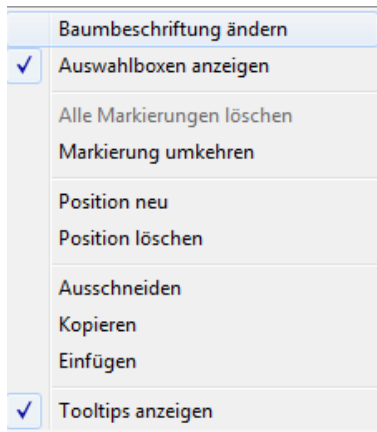 Baumbeschriftung ändern
Auswahlboxen anzeigen
Alle Markierungen löschen
Markierung umkehren
Position neu
Position löschen
Ausschneiden
Kopieren
Einfügen
Tooltips anzeigen